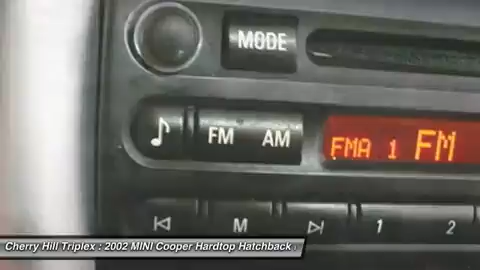 MODE
FM AM
FMA 1 FM
M 1 2
Cherry Hill Triplex : 2002 MINI Cooper Hardtop Hatchback